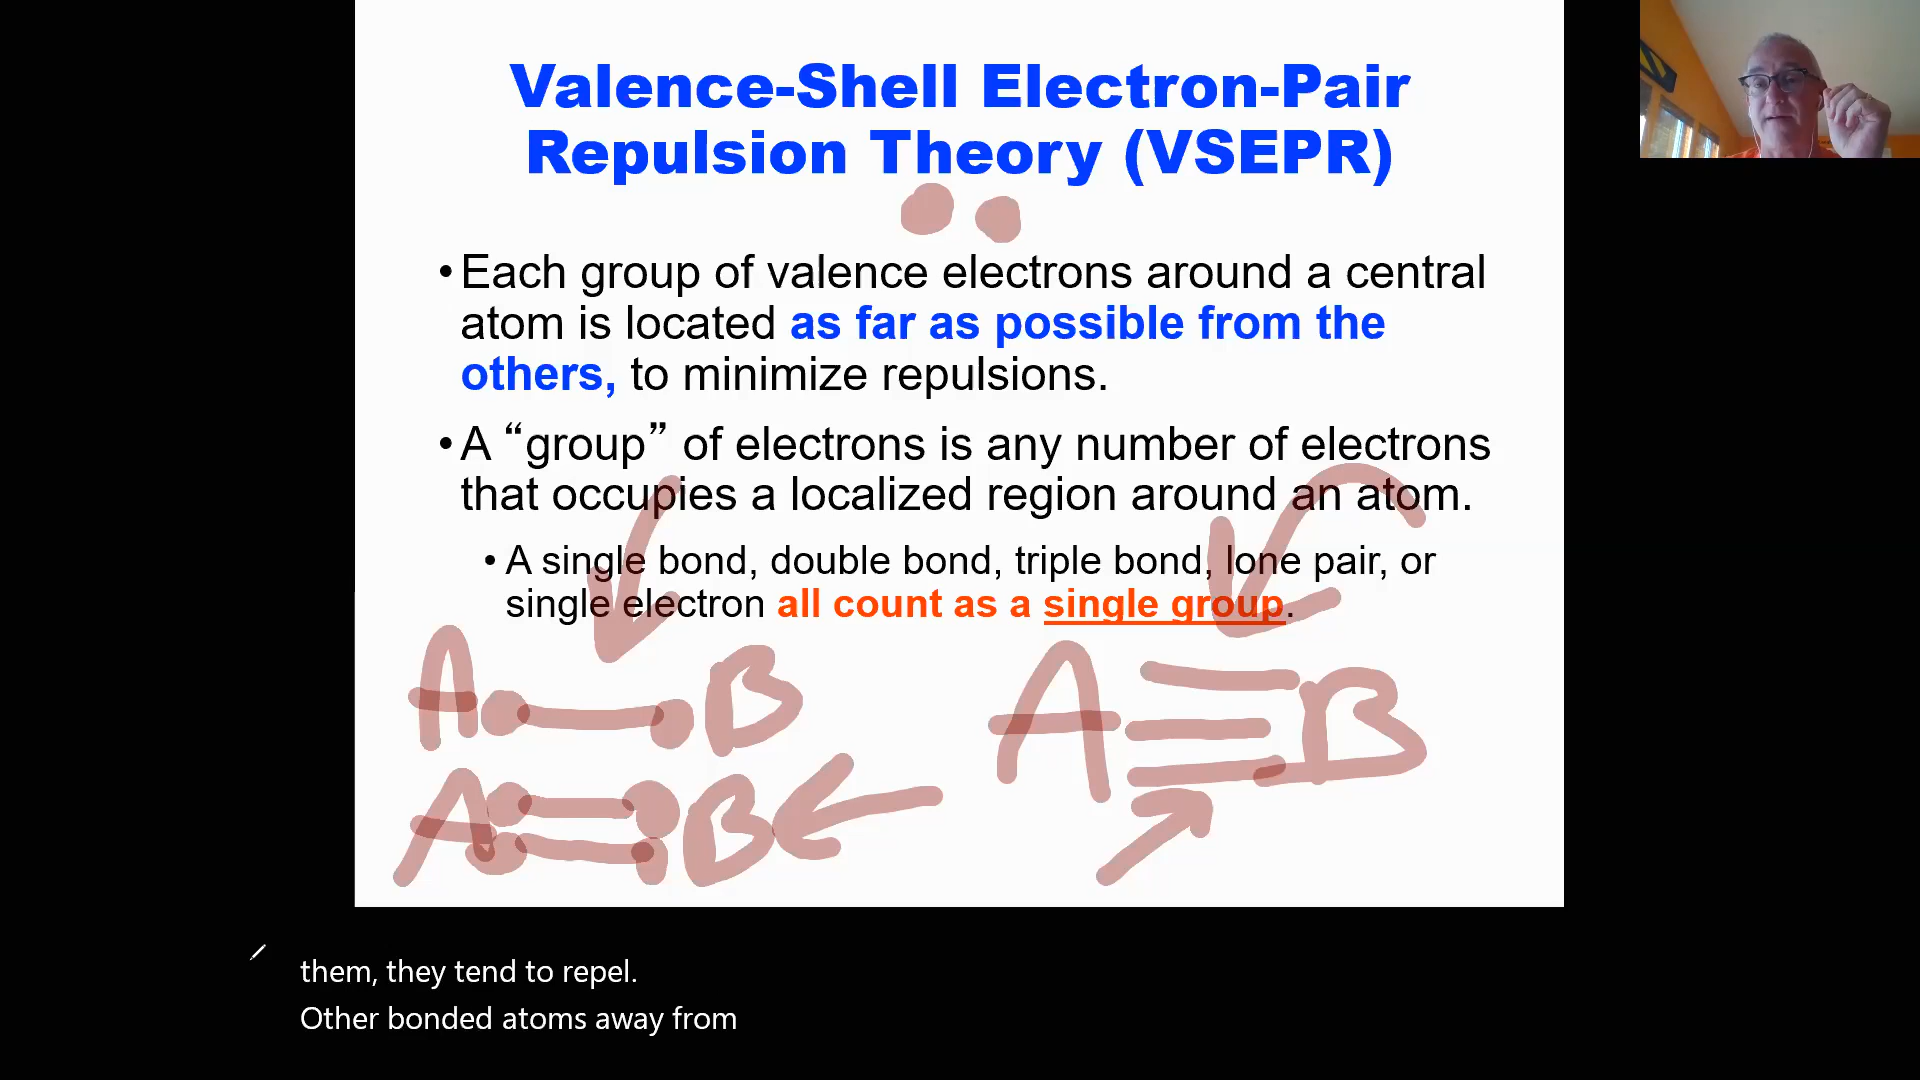 Valence-Shell Electron-Pair
Repulsion Theory (VSEPR)
•Each group of valence electrons around a central
atom is located as far as possible from the
others, to minimize repulsions.
•A “group” of electrons is any number of electrons
that occupies a localized region around an atom.
•A single bond, double bond, triple bond, lone pair, or
single electron all count as a single group.
A B
A B
A B
them, they tend to repel.
Other bonded atoms away from